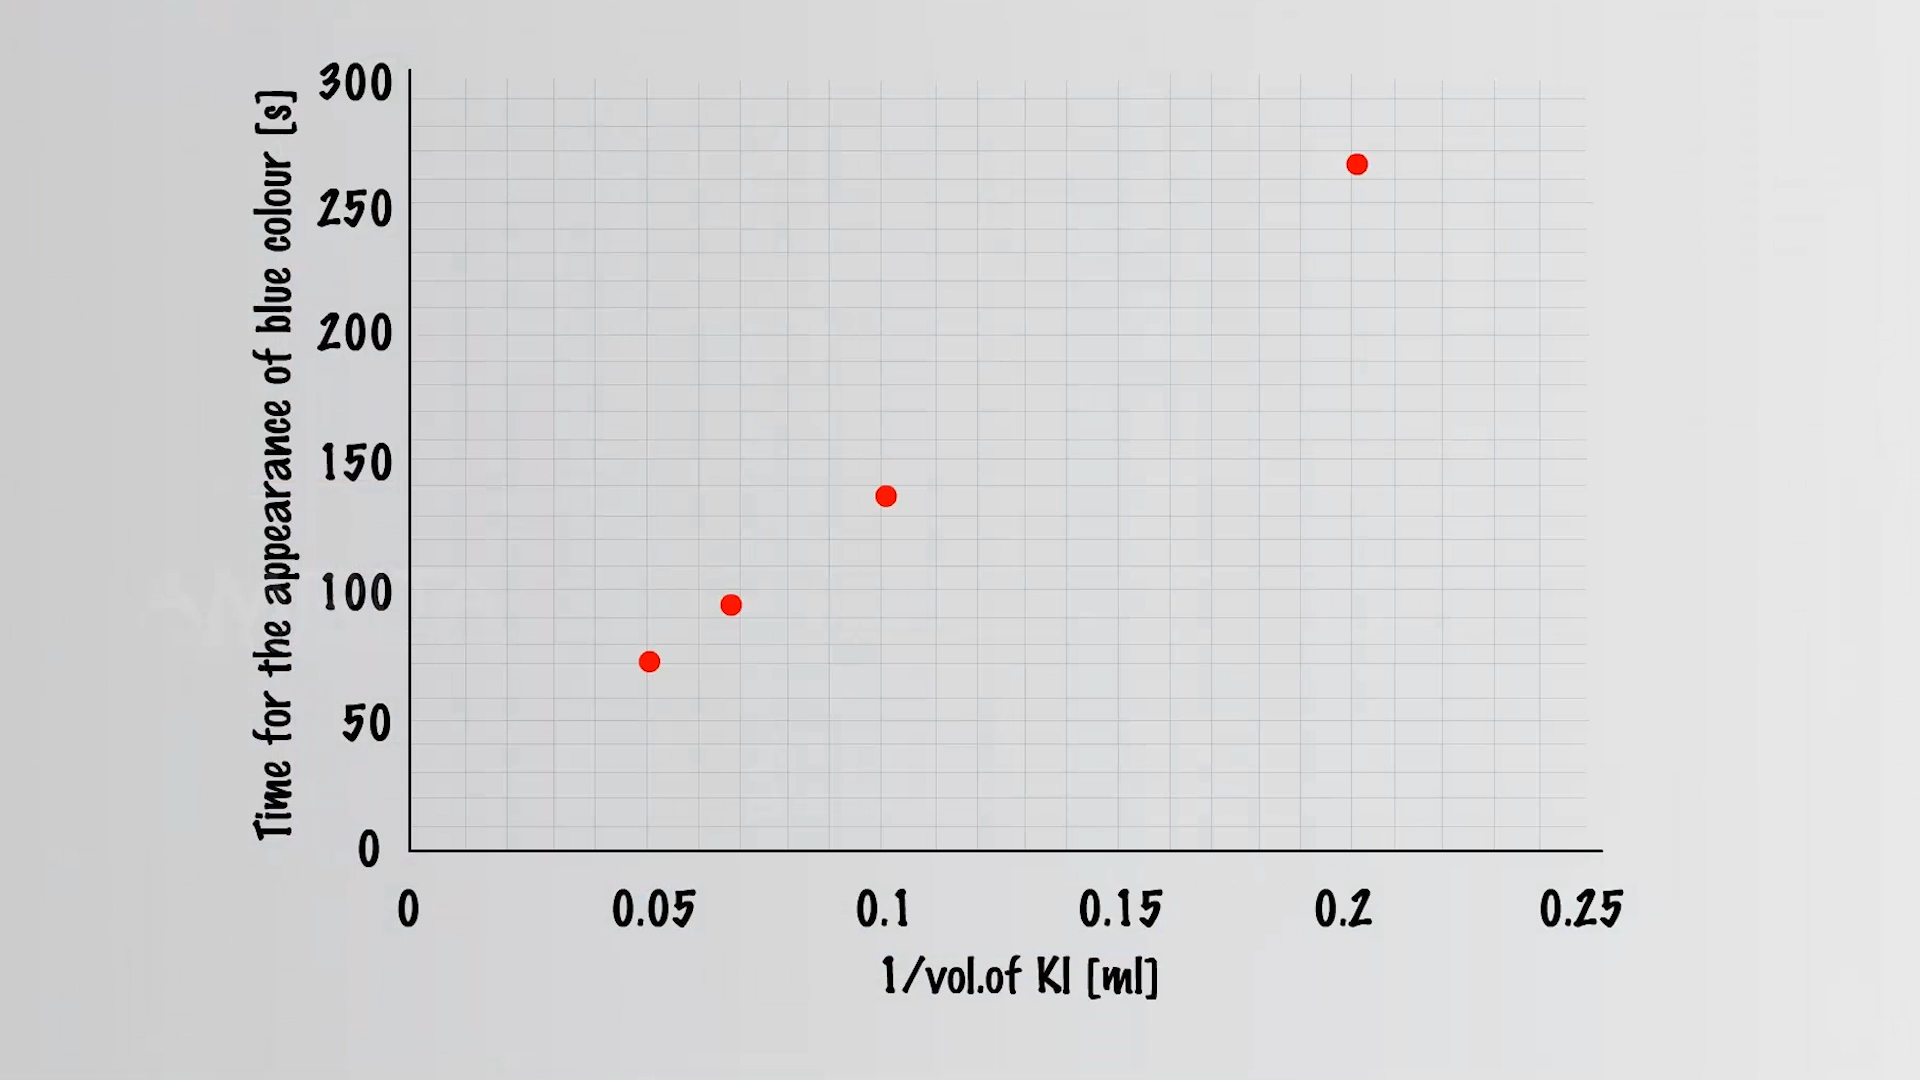 Time for the appearance of blue colour [s]
300
250
200
150
100
50
0
0 0.05 0.1 0.15 0.2 0.25
1/vol.of KI [ml]